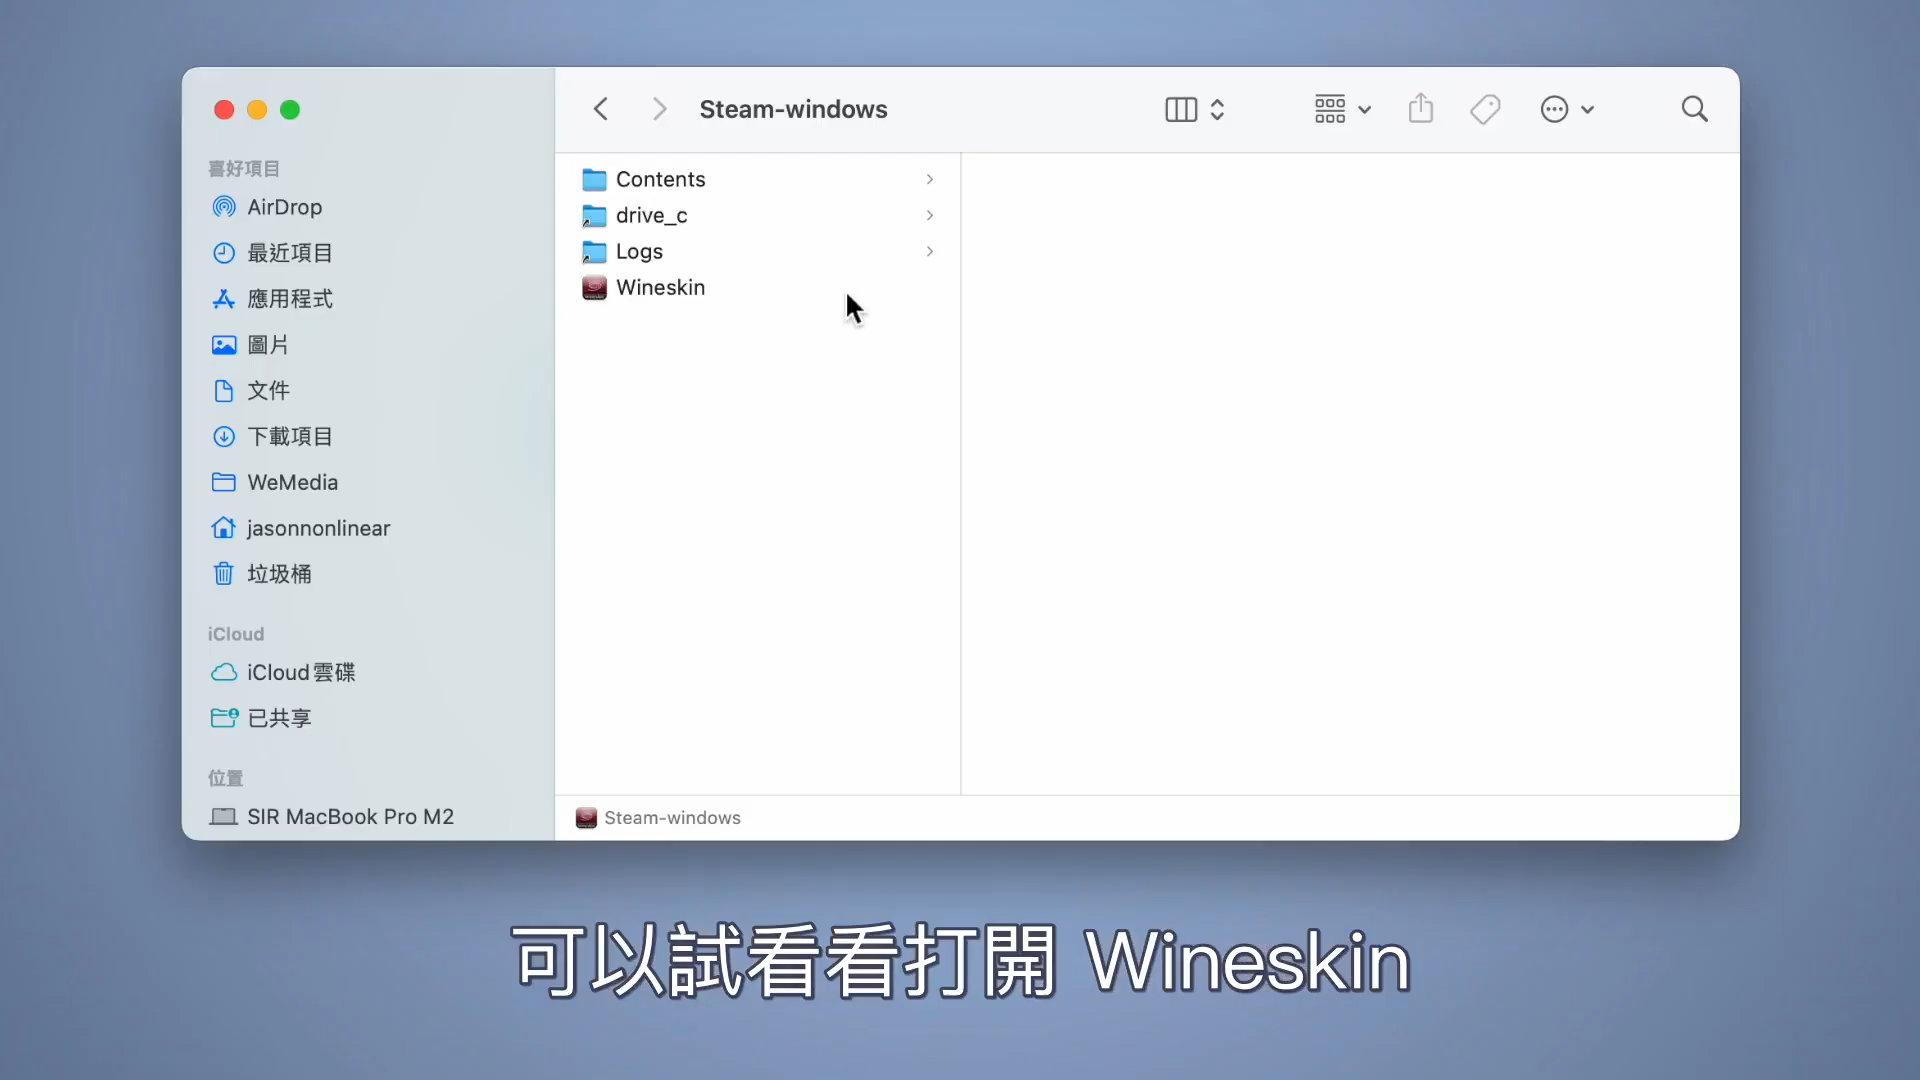 Steam-windows
喜好項目
AirDrop
最近項目
應用程式
圖片
文件
下載項目
WeMedia
jasonnonlinear
垃圾桶
iCloud
iCloud雲碟
已共享
位置
SIR MacBook Pro M2
Contents
drive_c
Logs
Wineskin
Steam-windows
可以試看看打開 Wineskin